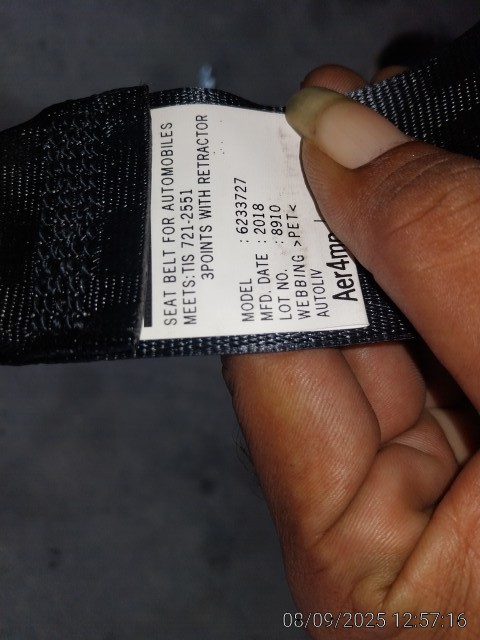 SEAT BELT FOR AUTOMOBILES
MEETS:TIS 721-2551
3POINTS WITH RETRACTOR
MODEL : 6233727
MFD. DATE : 2018
LOT NO. : 8910
WEBBING >PET<
AUTOLIV
08/09/2025 12:57:16